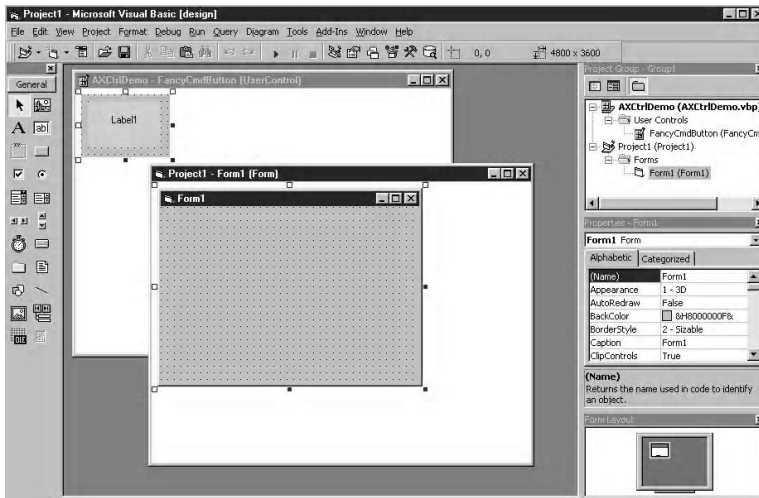 Project1 - Microsoft Visual Basic [design]
File Edit View Project Format Debug Run Query Diagram Tools Add-Ins Window Help
0, 0
4800 x 3600
General
A
ab|
OLE
AXCtrlDemo - FancyCmdButton (UserControl)
Label1
Project1 - Form1 (Form)
Form1
Project Group - Group1
AXCtrlDemo (AXCtrlDemo.vbp)
User Controls
FancyCmdButton (FancyCm
Project1 (Project1)
Forms
Form1 (Form1)
Properties - Form1
Form1 Form
Alphabetic Categorized
(Name) Form1
Appearance 1 - 3D
AutoRedraw False
BackColor &H8000000F&
BorderStyle 2 - Sizable
Caption Form1
ClipControls True
(Name)
Returns the name used in code to identify
an object.
Form Layout